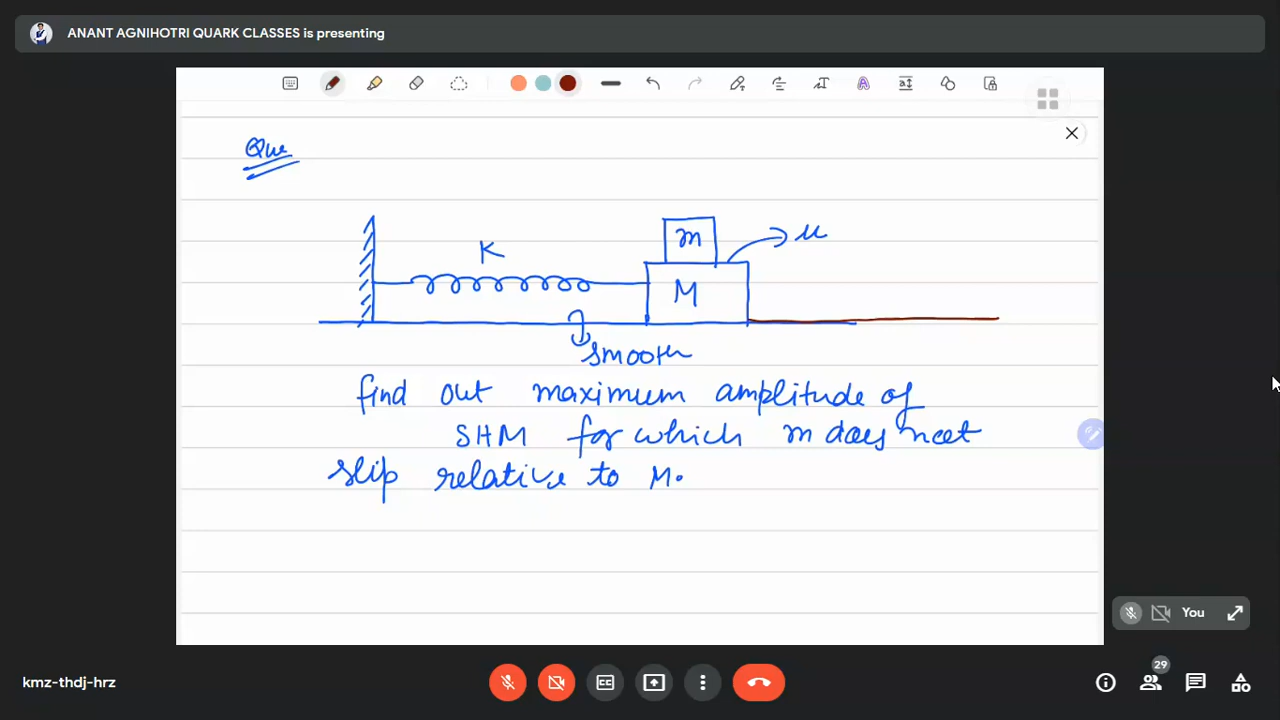 ANANT AGNIHOTRI QUARK CLASSES is presenting
Que
K
m
M
μ
smooth
find out maximum amplitude of
SHM for which m does not
slip relative to M.
You
kmz-thdj-hrz
CC
29